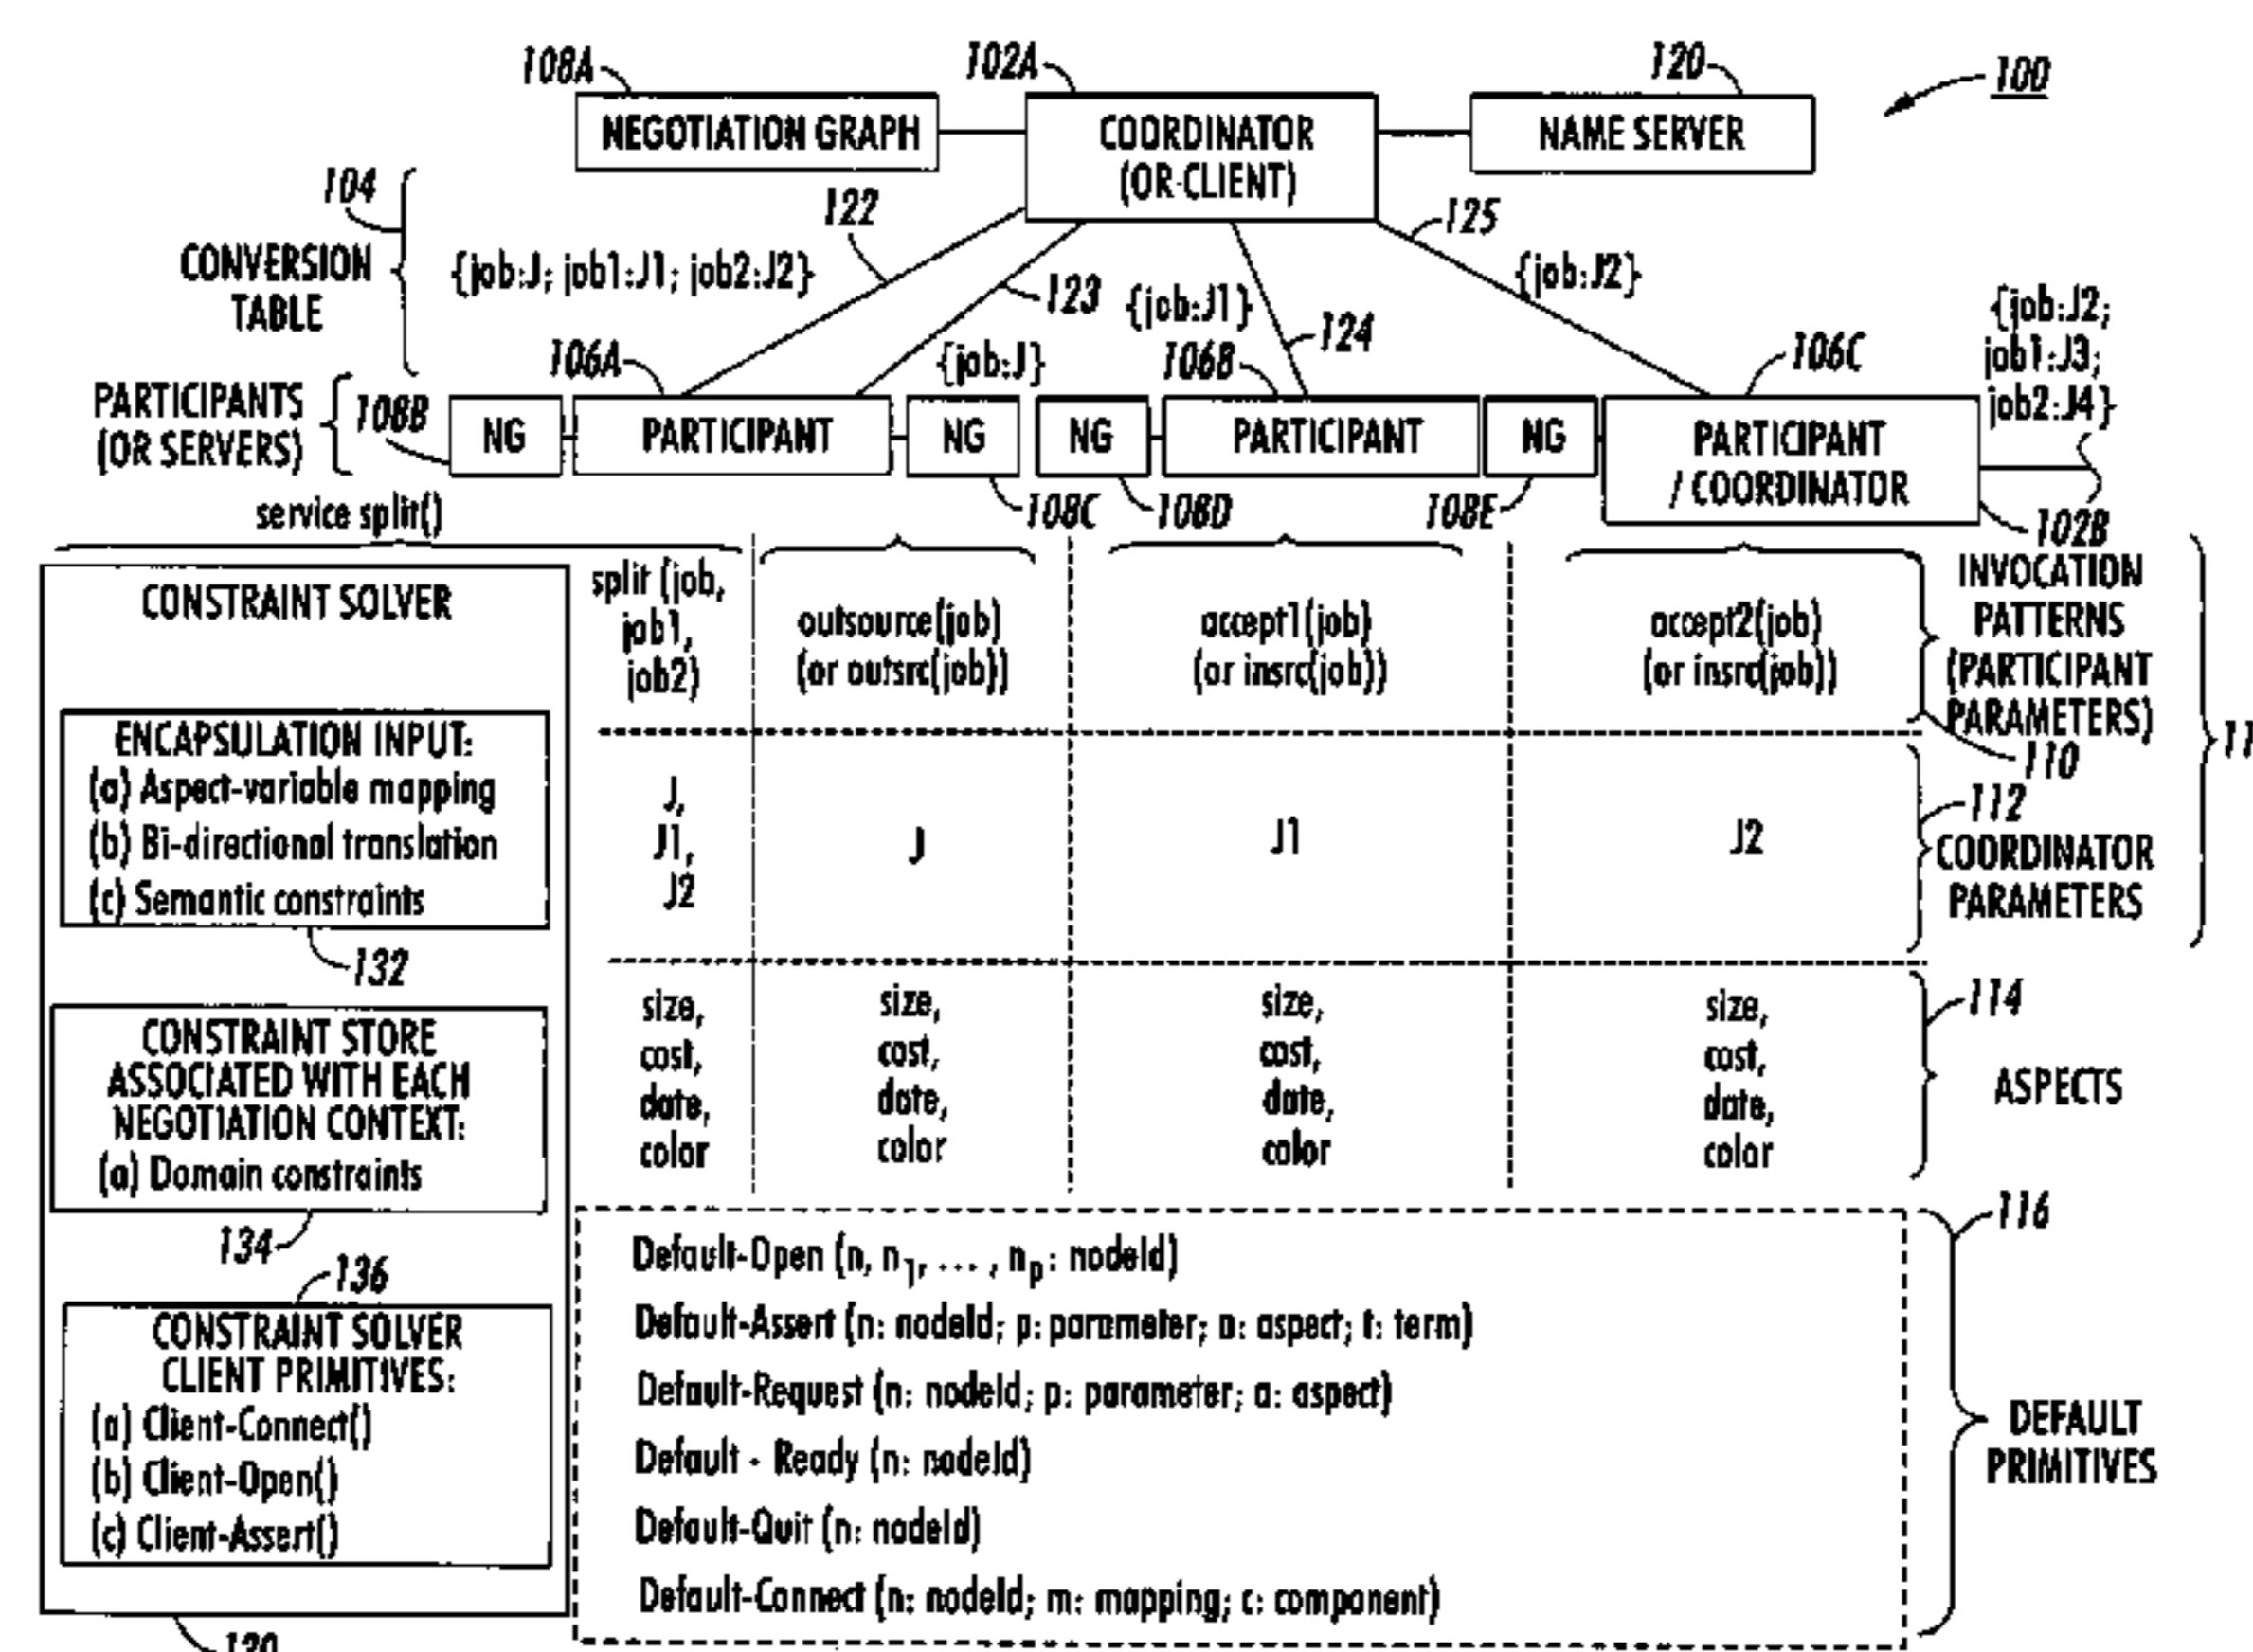 108A
102A
120
100
NEGOTIATION GRAPH
COORDINATOR
(OR CLIENT)
NAME SERVER
104
CONVERSION
TABLE
{job:J; job1:J1; job2:J2}
122
123
{job:J1}
124
125
{job:J2}
{job:J2;
job1:J3;
job2:J4}
106A
{job:J}
106B
106C
PARTICIPANTS
(OR SERVERS)
108B
NG
PARTICIPANT
NG
NG
PARTICIPANT
NG
PARTICIPANT
/ COORDINATOR
108C
108D
108E
102B
service split()
split (job,
job1,
job2)
outsource(job)
(or outsrc(job))
accept1(job)
(or insrc(job))
accept2(job)
(or insrc(job))
INVOCATION
PATTERNS
(PARTICIPANT
PARAMETERS)
110
11
J,
J1,
J2
J
J1
J2
112
COORDINATOR
PARAMETERS
size,
cost,
date,
color
size,
cost,
date,
color
size,
cost,
date,
color
size,
cost,
date,
color
114
ASPECTS
CONSTRAINT SOLVER
ENCAPSULATION INPUT:
(a) Aspect-variable mapping
(b) Bi-directional translation
(c) Semantic constraints
132
CONSTRAINT STORE
ASSOCIATED WITH EACH
NEGOTIATION CONTEXT:
(a) Domain constraints
134
136
CONSTRAINT SOLVER
CLIENT PRIMITIVES:
(a) Client-Connect()
(b) Client-Open()
(c) Client-Assert()
Default-Open (n, n1, ... , np: nodeId)
Default-Assert (n: nodeId; p: parameter; a: aspect; t: term)
Default-Request (n: nodeId; p: parameter; a: aspect)
Default - Ready (n: nodeId)
Default-Quit (n: nodeId)
Default-Connect (n: nodeId; m: mapping; c: component)
116
DEFAULT
PRIMITIVES